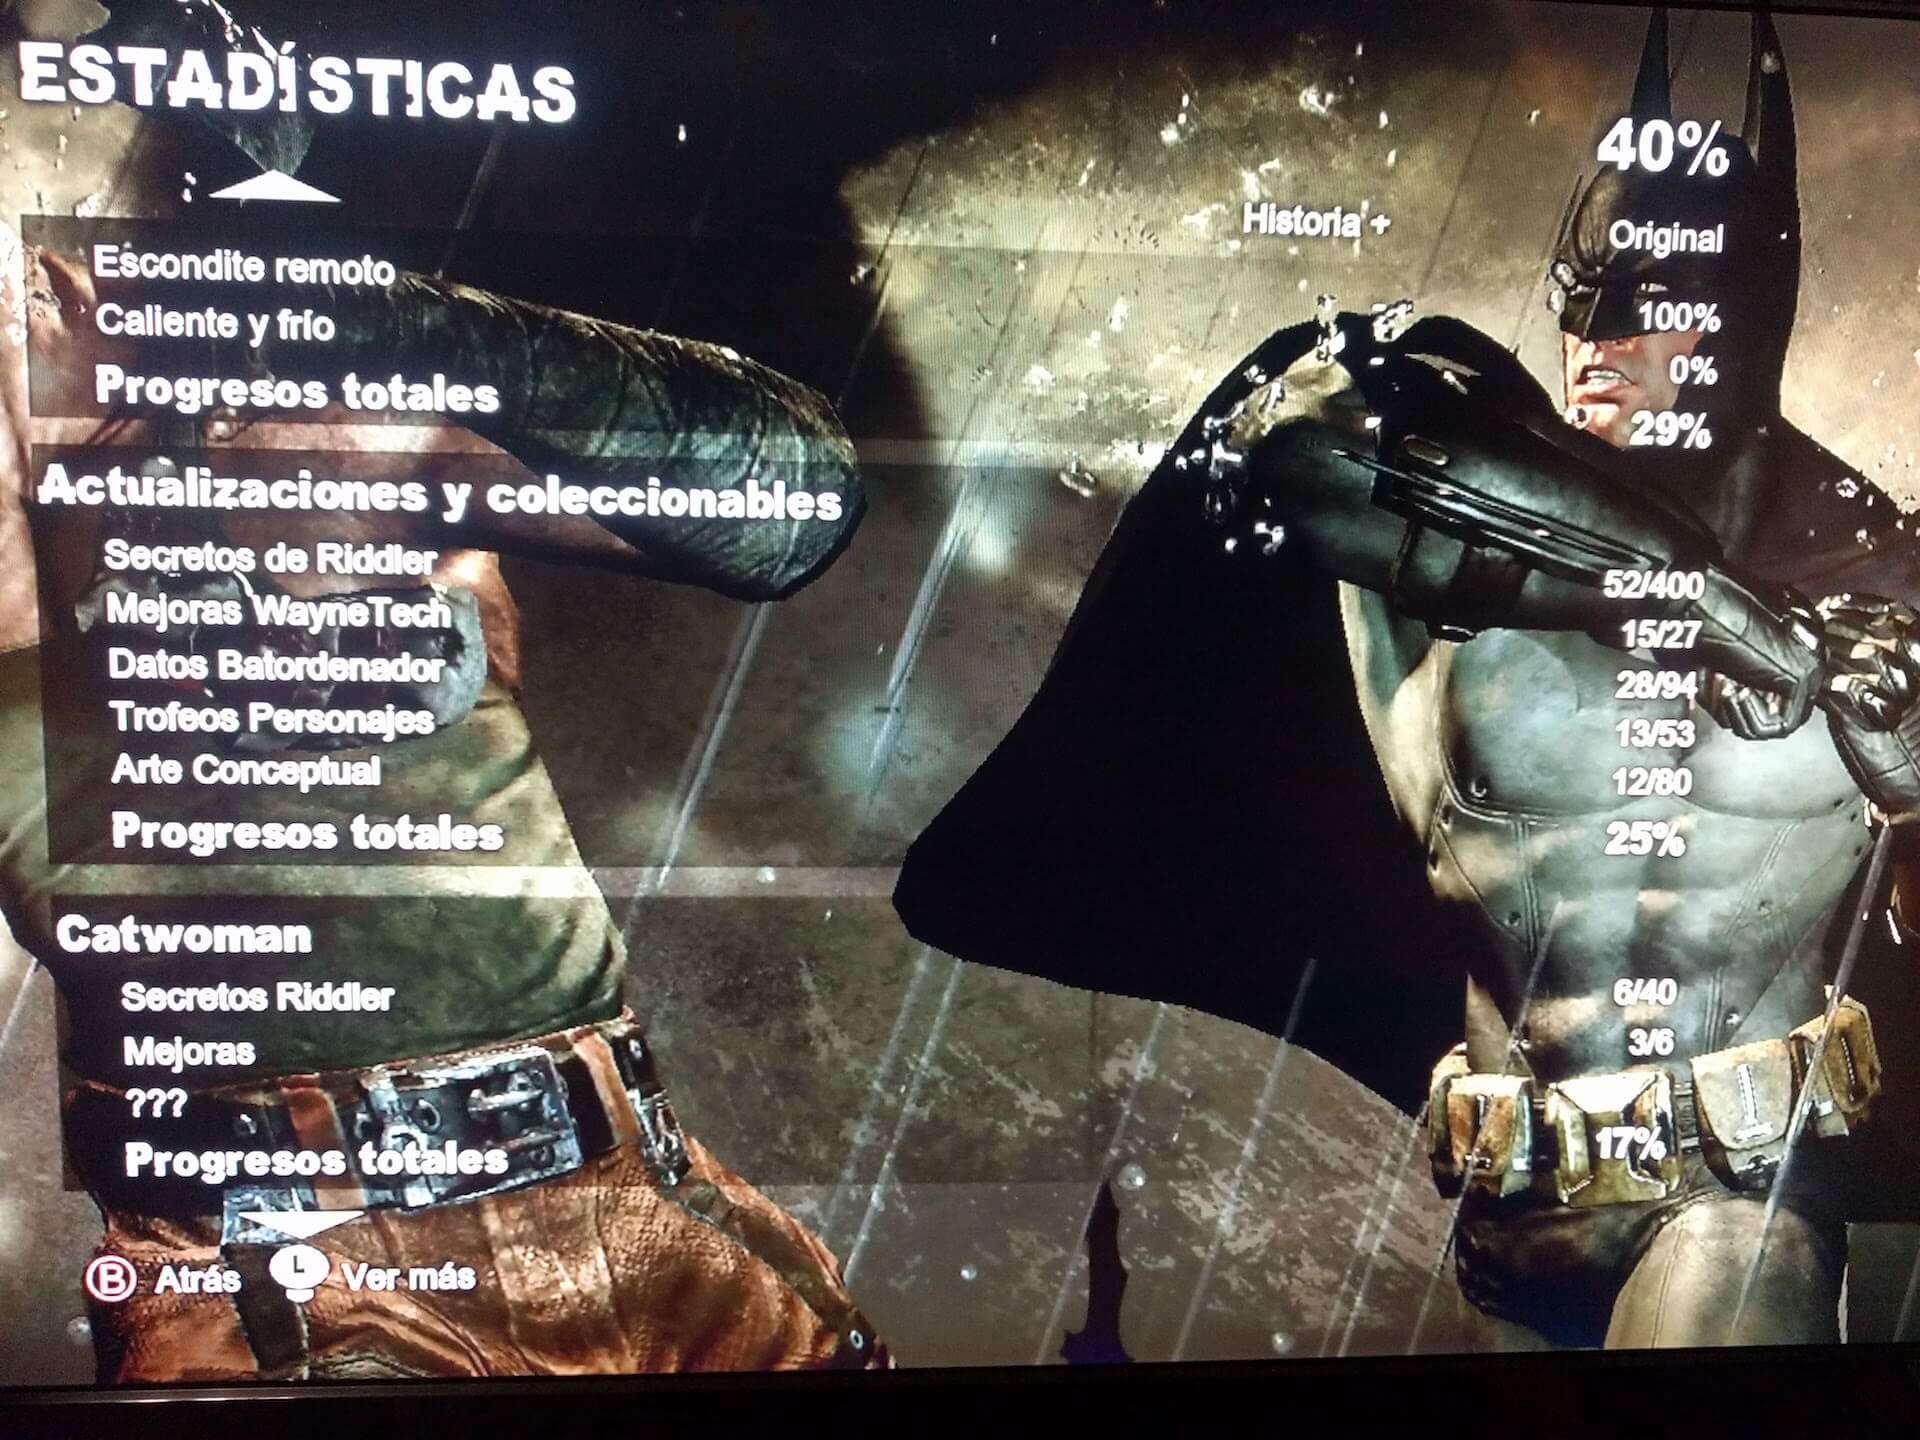 ESTADÍSTICAS
40%
Historia +
Original
Escondite remoto 100%
Caliente y frío 0%
Progresos totales 29%
Actualizaciones y coleccionables
Secretos de Riddler 52/400
Mejoras WayneTech 15/27
Datos Batordenador 28/94
Trofeos Personajes 13/53
Arte Conceptual 12/80
Progresos totales 25%
Catwoman
Secretos Riddler 6/40
Mejoras 3/6
???
Progresos totales 17%
B Atrás L Ver más